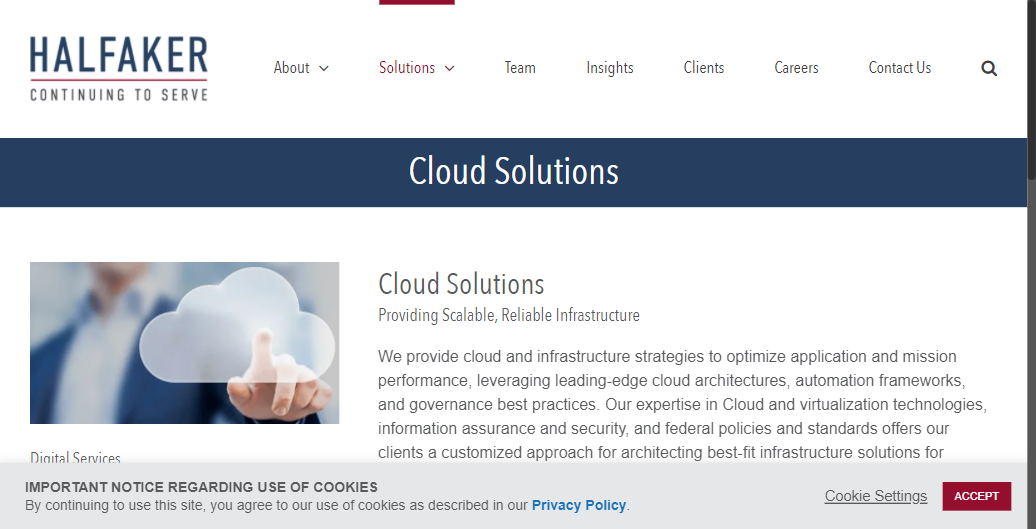 HALFAKER
CONTINUING TO SERVE
About
Solutions
Team
Insights
Clients
Careers
Contact Us
Cloud Solutions
Cloud Solutions
Providing Scalable, Reliable Infrastructure
We provide cloud and infrastructure strategies to optimize application and mission
performance, leveraging leading-edge cloud architectures, automation frameworks,
and governance best practices. Our expertise in Cloud and virtualization technologies,
information assurance and security, and federal policies and standards offers our
clients a customized approach for architecting best-fit infrastructure solutions for
Digital Services
IMPORTANT NOTICE REGARDING USE OF COOKIES
By continuing to use this site, you agree to our use of cookies as described in our Privacy Policy.
Cookie Settings
ACCEPT